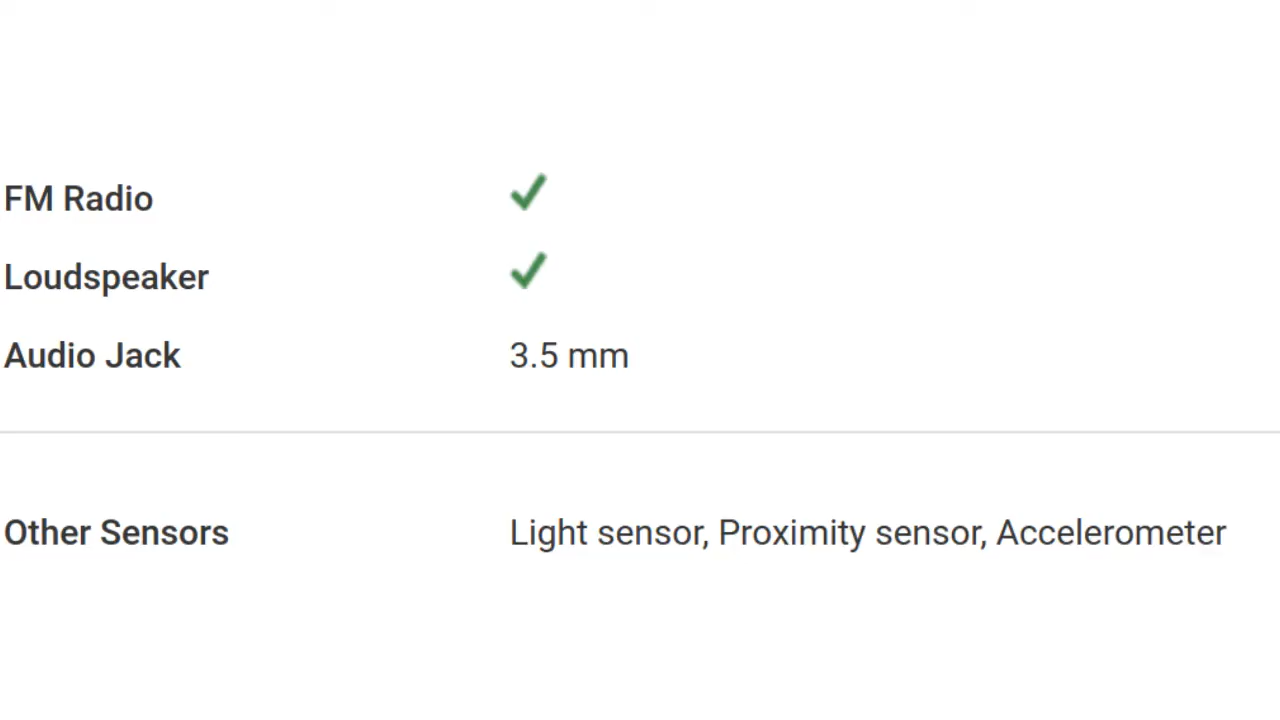 FM Radio
Loudspeaker
Audio Jack 3.5 mm
Other Sensors Light sensor, Proximity sensor, Accelerometer